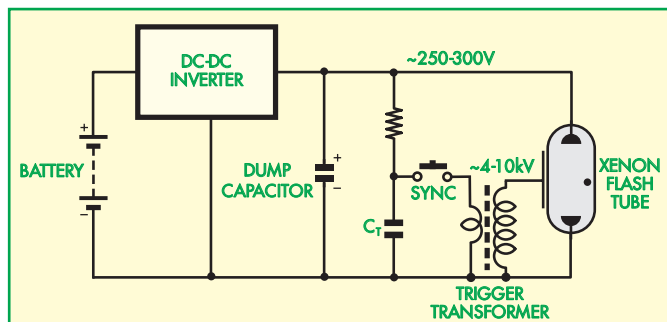 DC-DC
INVERTER
~250-300V
+
BATTERY
−
DUMP
CAPACITOR
+
−
SYNC
~4-10kV
XENON
FLASH
TUBE
CT
TRIGGER
TRANSFORMER